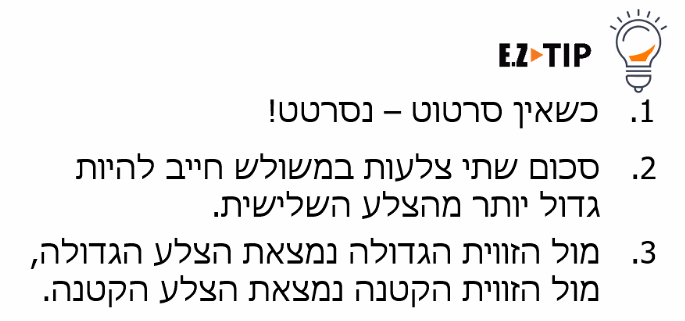 E.Z TIP
1. כשאין סרטוט – נסרטט!
2. סכום שתי צלעות במשולש חייב להיות
גדול יותר מהצלע השלישית.
3. מול הזווית הגדולה נמצאת הצלע הגדולה,
מול הזווית הקטנה נמצאת הצלע הקטנה.